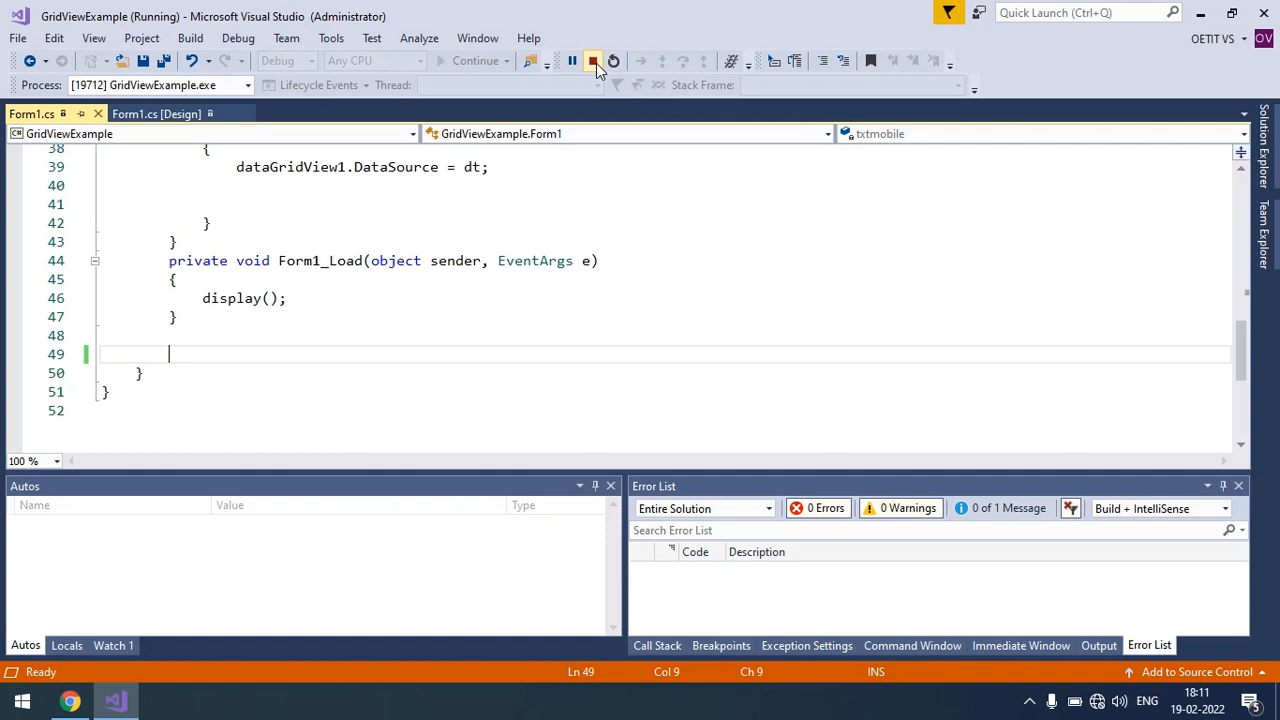 GridViewExample (Running) - Microsoft Visual Studio (Administrator)
Quick Launch (Ctrl+Q)
File Edit View Project Build Debug Team Tools Test Analyze Window Help
OETIT VS OV
Debug Any CPU Continue
Process: [19712] GridViewExample.exe Lifecycle Events Thread: Stack Frame:
Form1.cs Form1.cs [Design]
GridViewExample GridViewExample.Form1 txtmobile
38 {
39 dataGridView1.DataSource = dt;
40
41
42 }
43 }
44 private void Form1_Load(object sender, EventArgs e)
45 {
46 display();
47 }
48
49
50 }
51 }
52
100 %
Solution Explorer
Team Explorer
Autos
Name Value Type
Error List
Entire Solution 0 Errors 0 Warnings 0 of 1 Message Build + IntelliSense
Search Error List
Code Description
Autos Locals Watch 1
Call Stack Breakpoints Exception Settings Command Window Immediate Window Output Error List
Ready Ln 49 Col 9 Ch 9 INS Add to Source Control
ENG
18:11
19-02-2022
5